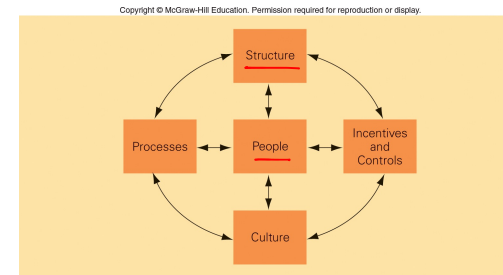 Copyright © McGraw-Hill Education. Permission required for reproduction or display.
Structure
Processes
People
Incentives
and
Controls
Culture